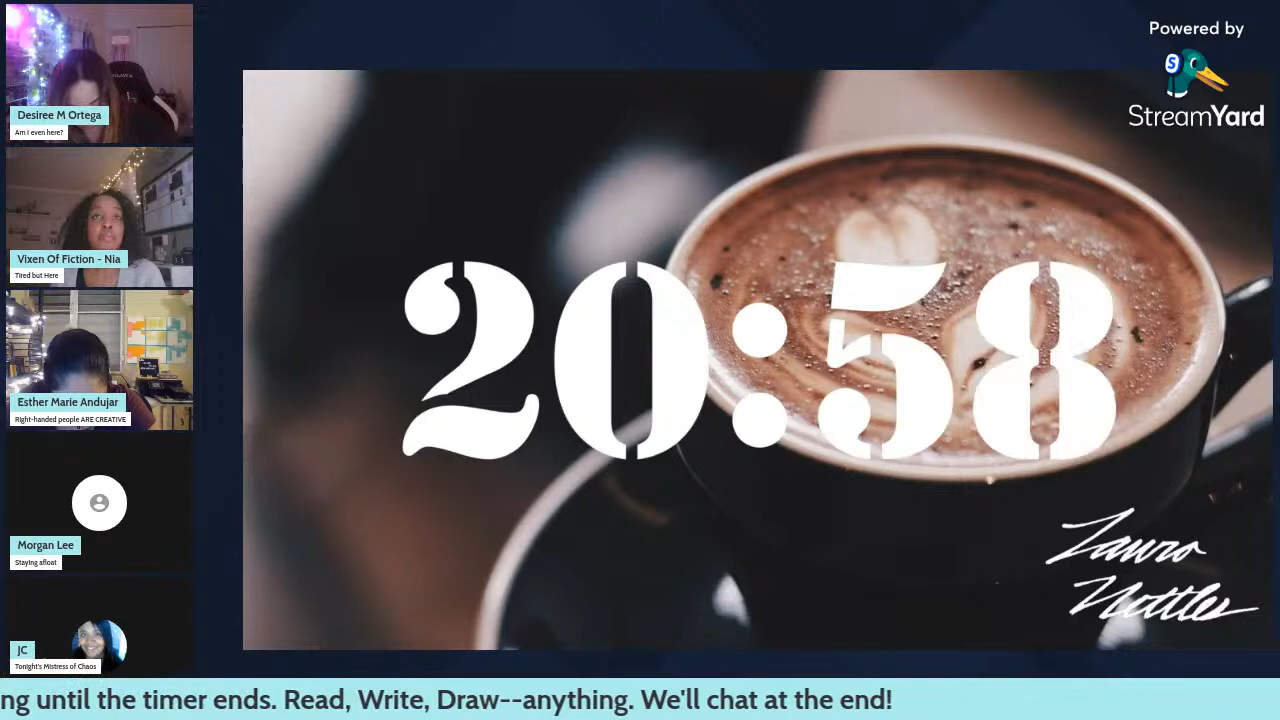 Powered by
StreamYard
Desiree M Ortega
Am I even here?
Vixen Of Fiction - Nia
Tired but Here
Esther Marie Andujar
Right-handed people ARE CREATIVE
Morgan Lee
Staying afloat
JC
Tonight's Mistress of Chaos
20:58
ng until the timer ends. Read, Write, Draw--anything. We'll chat at the end!